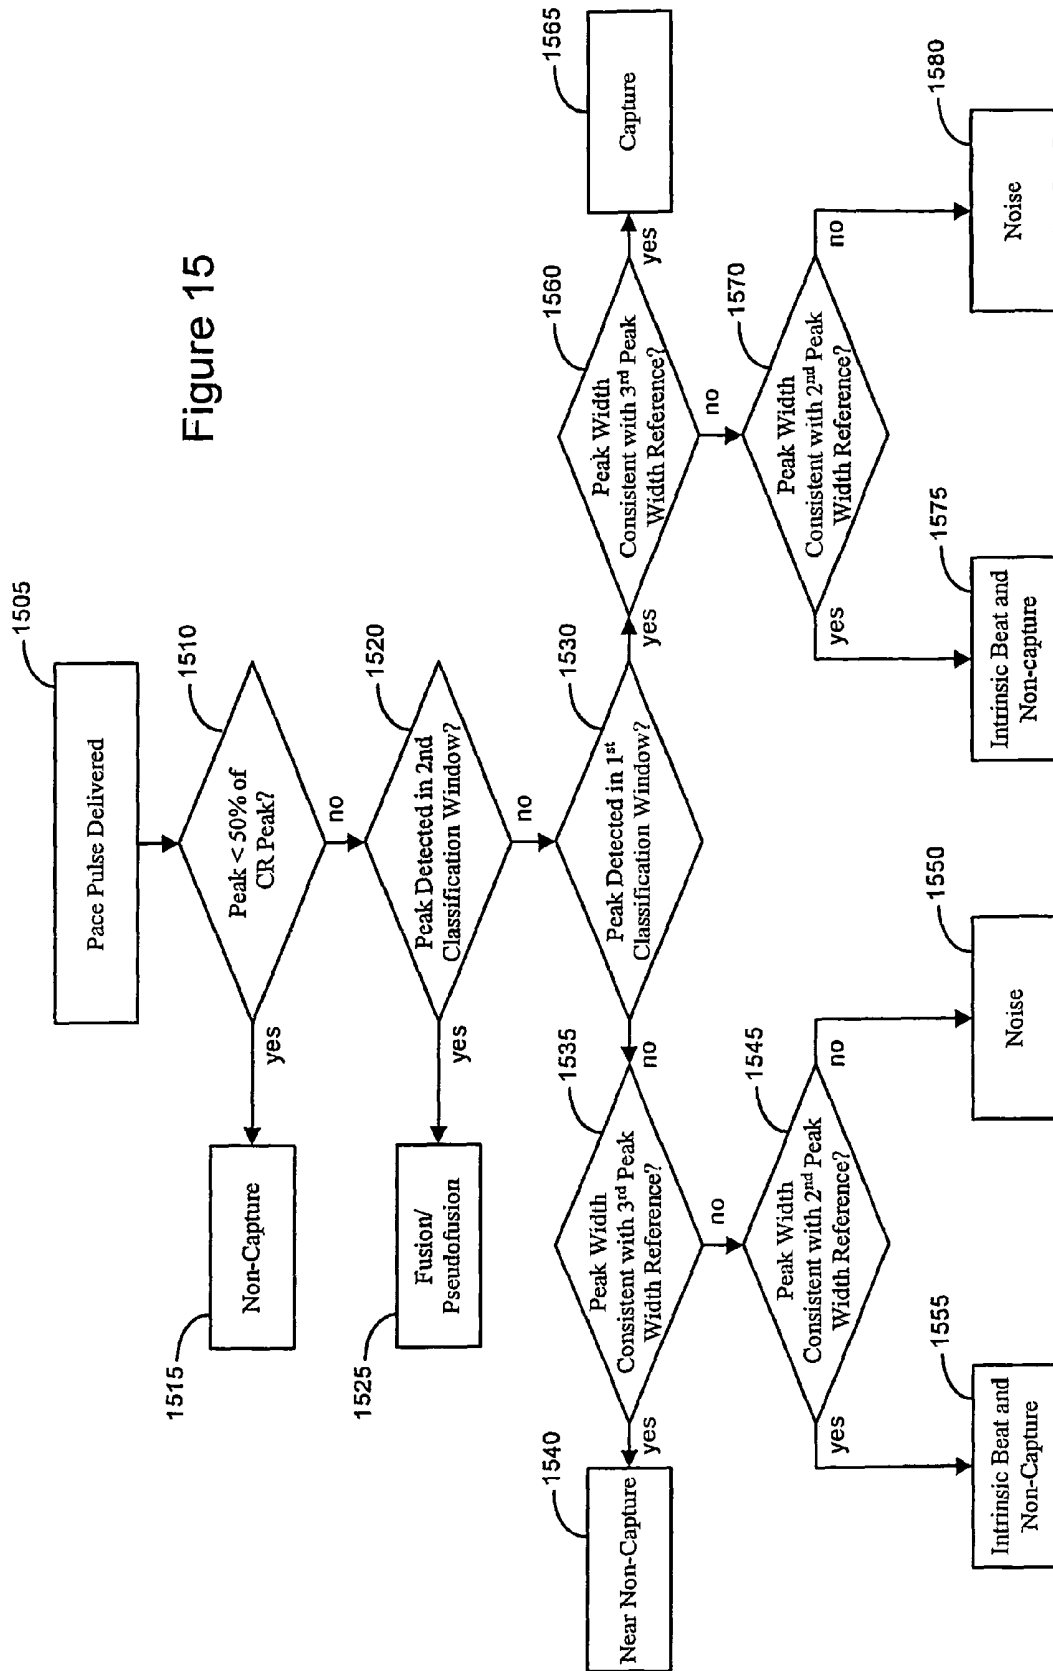 Figure 15
1505
Pace Pulse Delivered
1510
Peak < 50% of
CR Peak?
yes
no
1515
Non-Capture
1520
Peak Detected in 2nd
Classification Window?
yes
no
1525
Fusion/
Pseudofusion
1530
Peak Detected in 1st
Classification Window?
no
yes
1535
Peak Width
Consistent with 3rd Peak
Width Reference?
yes
no
1540
Near Non-Capture
1545
Peak Width
Consistent with 2nd Peak
Width Reference?
yes
no
1550
Noise
1555
Intrinsic Beat and
Non-Capture
1560
Peak Width
Consistent with 3rd Peak
Width Reference?
yes
no
1565
Capture
1570
Peak Width
Consistent with 2nd Peak
Width Reference?
yes
no
1575
Intrinsic Beat and
Non-capture
1580
Noise